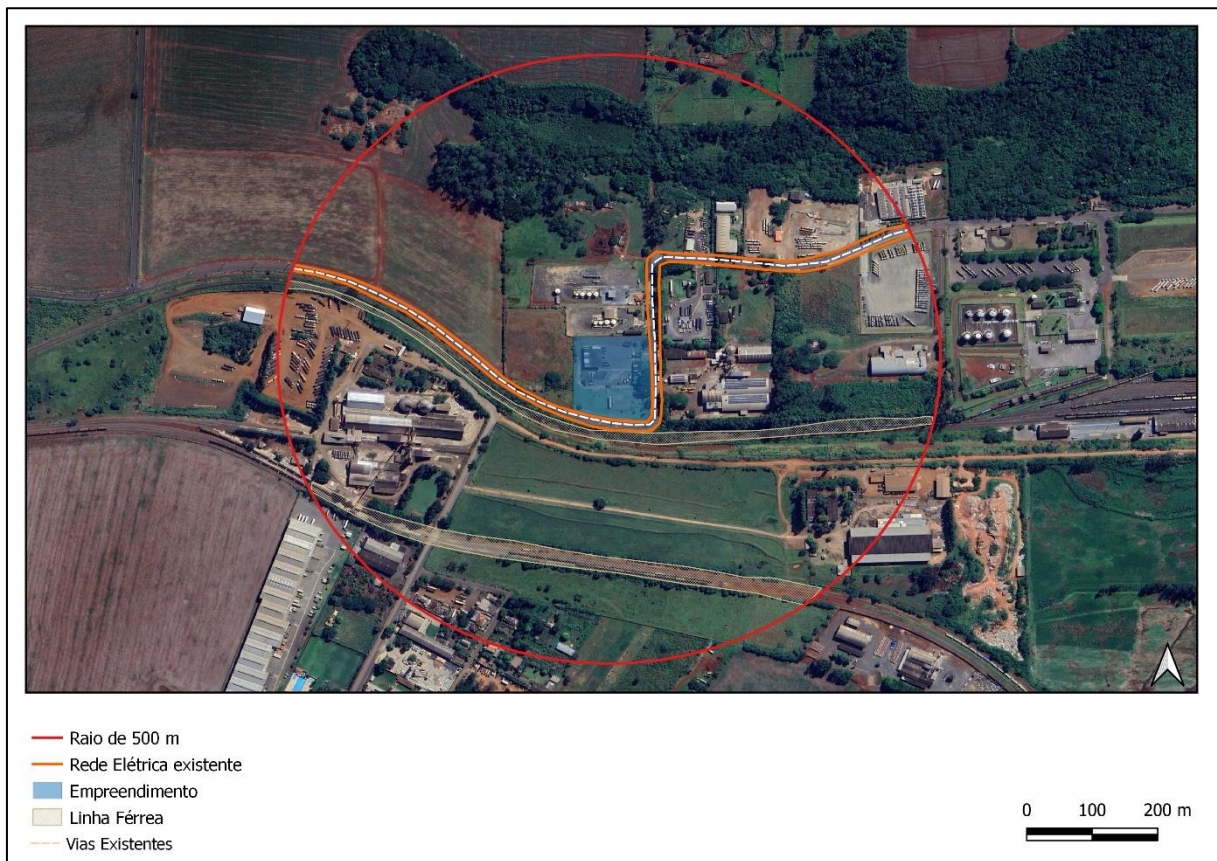 Raio de 500 m
Rede Elétrica existente
Empreendimento
Linha Férrea
Vias Existentes
0 100 200 m